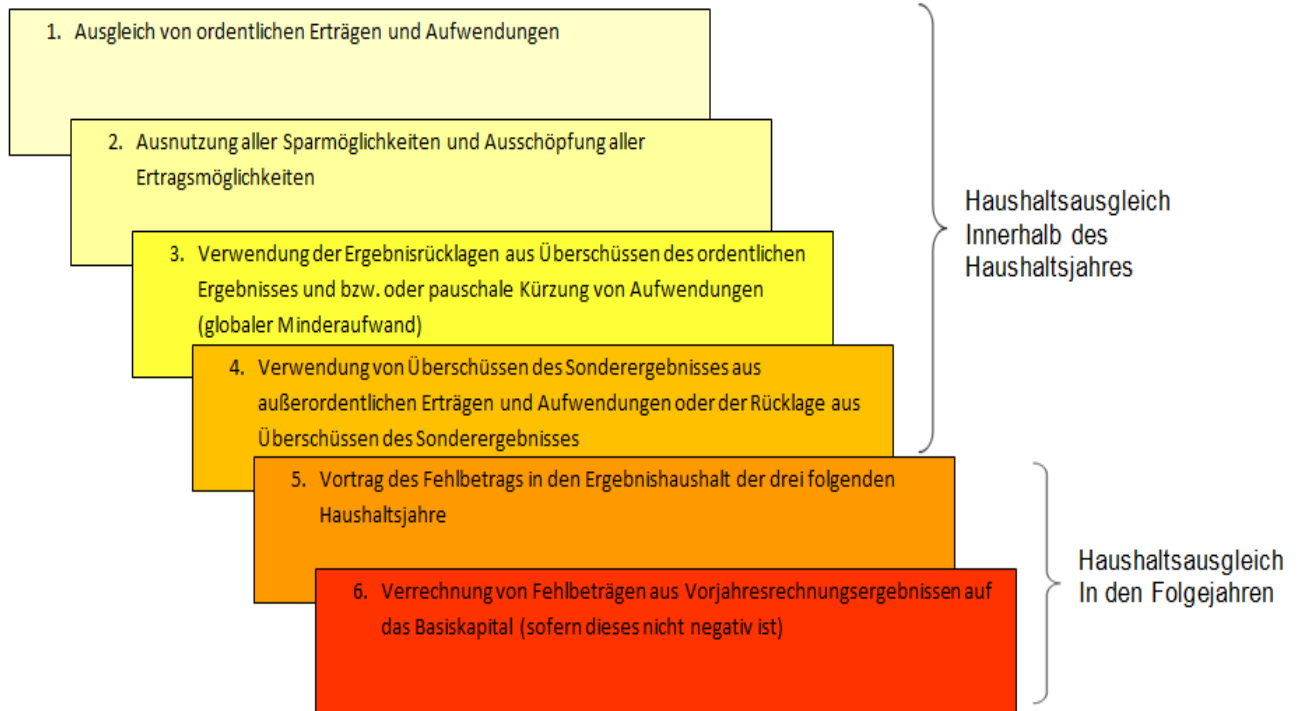 1. Ausgleich von ordentlichen Erträgen und Aufwendungen
2. Ausnutzung aller Sparmöglichkeiten und Ausschöpfung aller
Ertragsmöglichkeiten
3. Verwendung der Ergebnisrücklagen aus Überschüssen des ordentlichen
Ergebnisses und bzw. oder pauschale Kürzung von Aufwendungen
(globaler Minderaufwand)
4. Verwendung von Überschüssen des Sonderergebnisses aus
außerordentlichen Erträgen und Aufwendungen oder der Rücklage aus
Überschüssen des Sonderergebnisses
Haushaltsausgleich
Innerhalb des
Haushaltsjahres
5. Vortrag des Fehlbetrags in den Ergebnishaushalt der drei folgenden
Haushaltsjahre
6. Verrechnung von Fehlbeträgen aus Vorjahresrechnungsergebnissen auf
das Basiskapital (sofern dieses nicht negativ ist)
Haushaltsausgleich
In den Folgejahren